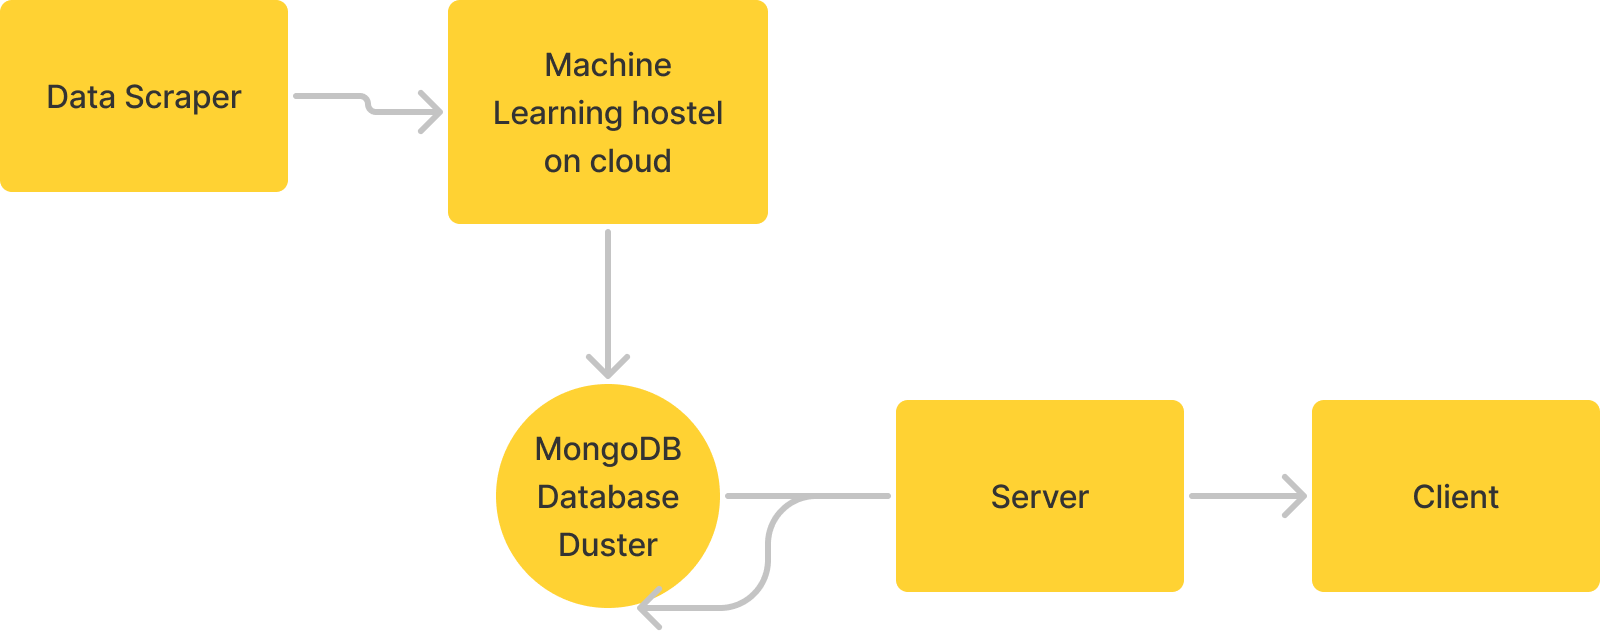 Data Scraper
Machine
Learning hostel
on cloud
MongoDB
Database
Duster
Server
Client